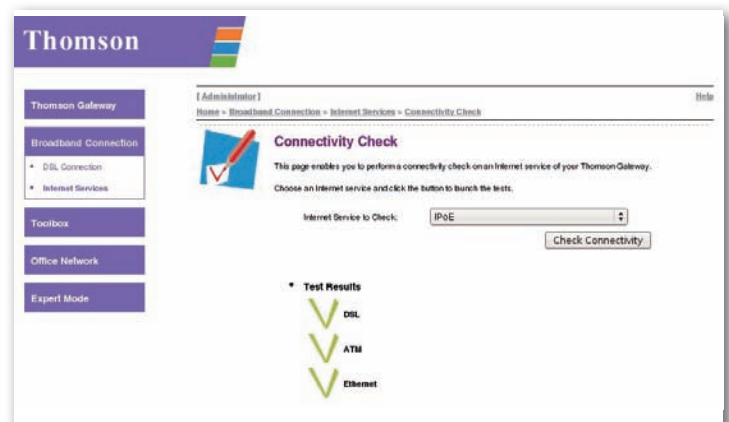 Thomson
Thomson Gateway
Broadband Connection
DSL Connection
Internet Services
Toolbox
Office Network
Expert Mode
[Administrator]
Help
Home > Broadband Connection > Internet Services > Connectivity Check
Connectivity Check
This page enables you to perform a connectivity check on an Internet service of your Thomson Gateway.
Choose an Internet service and click the button to launch the tests.
Internet Service to Check: IPoE
Check Connectivity
Test Results
DSL
ATM
Ethernet